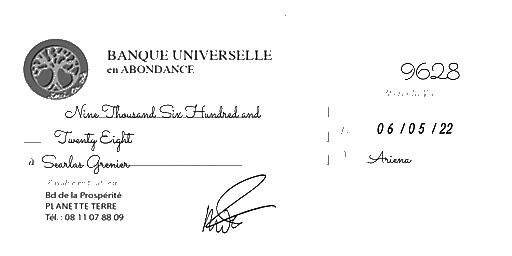 BANQUE UNIVERSELLE
en ABONDANCE
9628
Nine Thousand Six Hundred and
06/05/22
Twenty Eight
à Searlas Grenier
Ariena
Bd de la Prospérité
PLANETTE TERRE
Tél. : 08 11 07 88 09